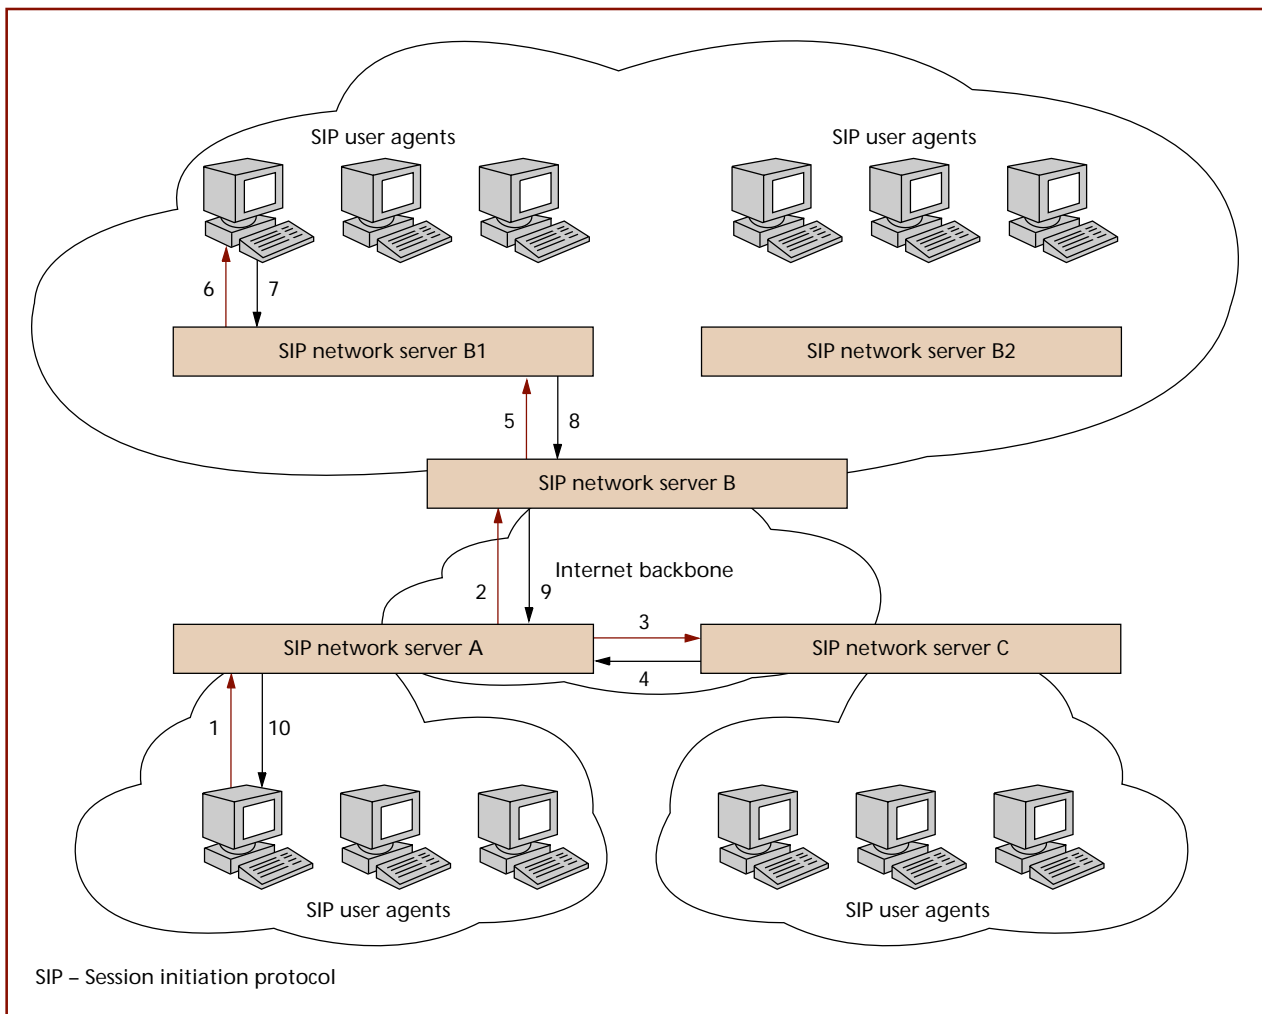 SIP user agents
SIP user agents
6
7
SIP network server B1
SIP network server B2
5
8
SIP network server B
Internet backbone
2
9
3
SIP network server A
SIP network server C
4
1
10
SIP user agents
SIP user agents
SIP – Session initiation protocol